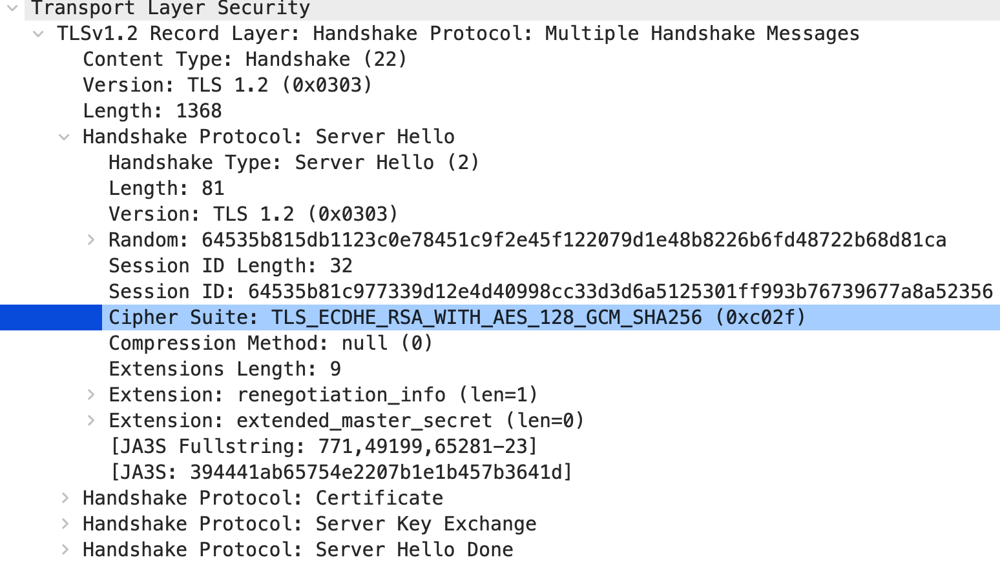 Transport Layer Security
TLSv1.2 Record Layer: Handshake Protocol: Multiple Handshake Messages
Content Type: Handshake (22)
Version: TLS 1.2 (0x0303)
Length: 1368
Handshake Protocol: Server Hello
Handshake Type: Server Hello (2)
Length: 81
Version: TLS 1.2 (0x0303)
Random: 64535b815db1123c0e78451c9f2e45f122079d1e48b8226b6fd48722b68d81ca
Session ID Length: 32
Session ID: 64535b81c977339d12e4d40998cc33d3d6a5125301ff993b76739677a8a52356
Cipher Suite: TLS_ECDHE_RSA_WITH_AES_128_GCM_SHA256 (0xc02f)
Compression Method: null (0)
Extensions Length: 9
Extension: renegotiation_info (len=1)
Extension: extended_master_secret (len=0)
[JA3S Fullstring: 771,49199,65281-23]
[JA3S: 394441ab65754e2207b1e1b457b3641d]
Handshake Protocol: Certificate
Handshake Protocol: Server Key Exchange
Handshake Protocol: Server Hello Done